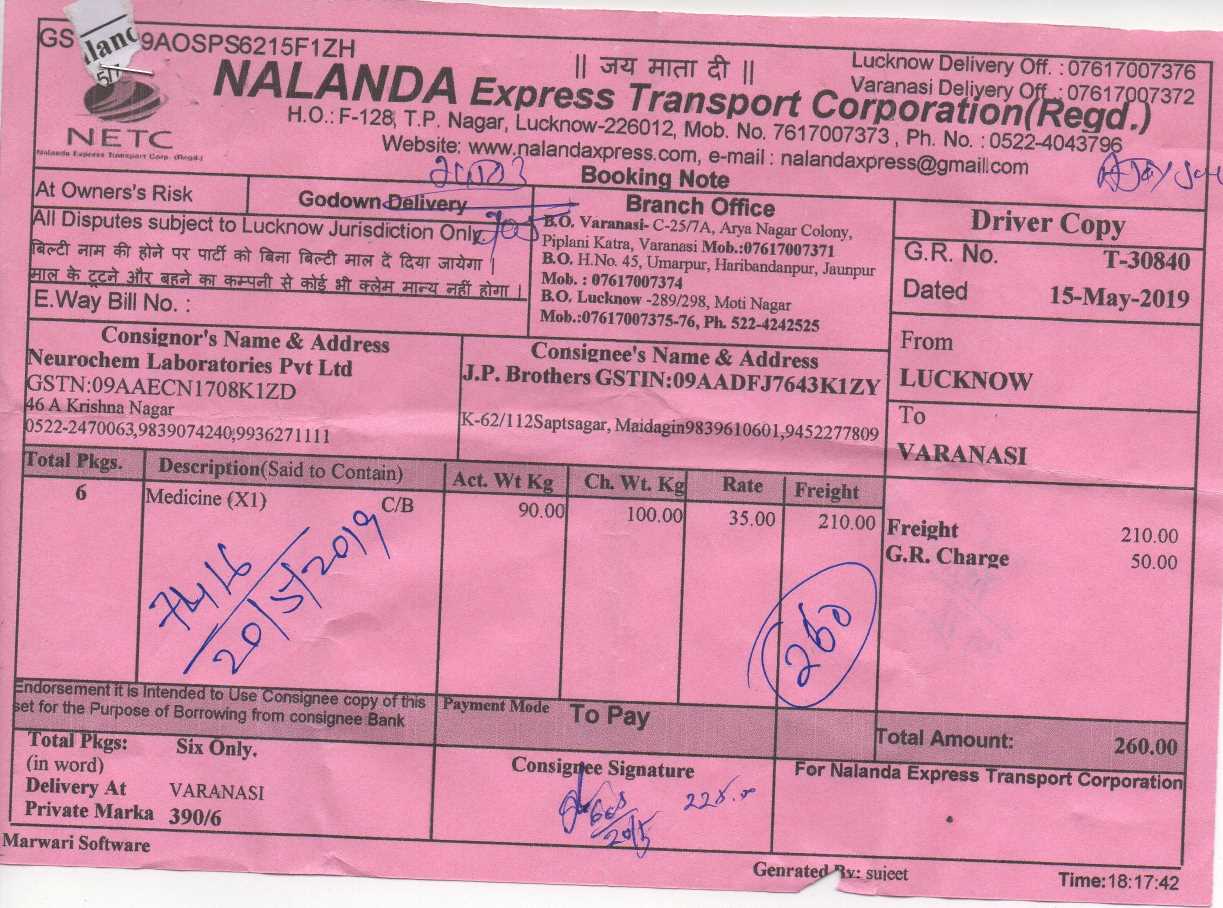 GS 9AOSPS6215F1ZH
|| जय माता दी ||
Lucknow Delivery Off. : 07617007376
Varanasi Delivery Off. : 07617007372
NALANDA Express Transport Corporation(Regd.)
H.O.: F-128, T.P. Nagar, Lucknow-226012, Mob. No. 7617007373 , Ph. No. : 0522-4043796
Website: www.nalandaxpress.com, e-mail : nalandaxpress@gmail.com
NETC
Nalanda Express Transport Corp. (Regd.)
Booking Note
At Owners's Risk
Godown Delivery
All Disputes subject to Lucknow Jurisdiction Only
बिल्टी नाम की होने पर पार्टी को बिना बिल्टी माल दे दिया जायेगा |
माल के टूटने और बहने का कम्पनी से कोई भी क्लेम मान्य नहीं होगा |
E.Way Bill No. :
Branch Office
B.O. Varanasi- C-25/7A, Arya Nagar Colony,
Piplani Katra, Varanasi Mob.:07617007371
B.O. H.No. 45, Umarpur, Haribandanpur, Jaunpur
Mob. : 07617007374
B.O. Lucknow -289/298, Moti Nagar
Mob.:07617007375-76, Ph. 522-4242525
Driver Copy
G.R. No. T-30840
Dated 15-May-2019
From
LUCKNOW
To
VARANASI
Consignor's Name & Address
Neurochem Laboratories Pvt Ltd
GSTN:09AAECN1708K1ZD
46 A Krishna Nagar
0522-2470063,9839074240,9936271111
Consignee's Name & Address
J.P. Brothers GSTIN:09AADFJ7643K1ZY
K-62/112Saptsagar, Maidagin9839610601,9452277809
Total Pkgs. Description(Said to Contain) Act. Wt Kg Ch. Wt. Kg Rate Freight
6 Medicine (X1) C/B 90.00 100.00 35.00 210.00
Freight 210.00
G.R. Charge 50.00
7416
20/5/2019
260
Endorsement it is Intended to Use Consignee copy of this
set for the Purpose of Borrowing from consignee Bank
Payment Mode To Pay
Total Amount: 260.00
Total Pkgs: Six Only.
(in word)
Delivery At VARANASI
Private Marka 390/6
Consignee Signature
20/5
For Nalanda Express Transport Corporation
Marwari Software
Genrated By: sujeet
Time:18:17:42